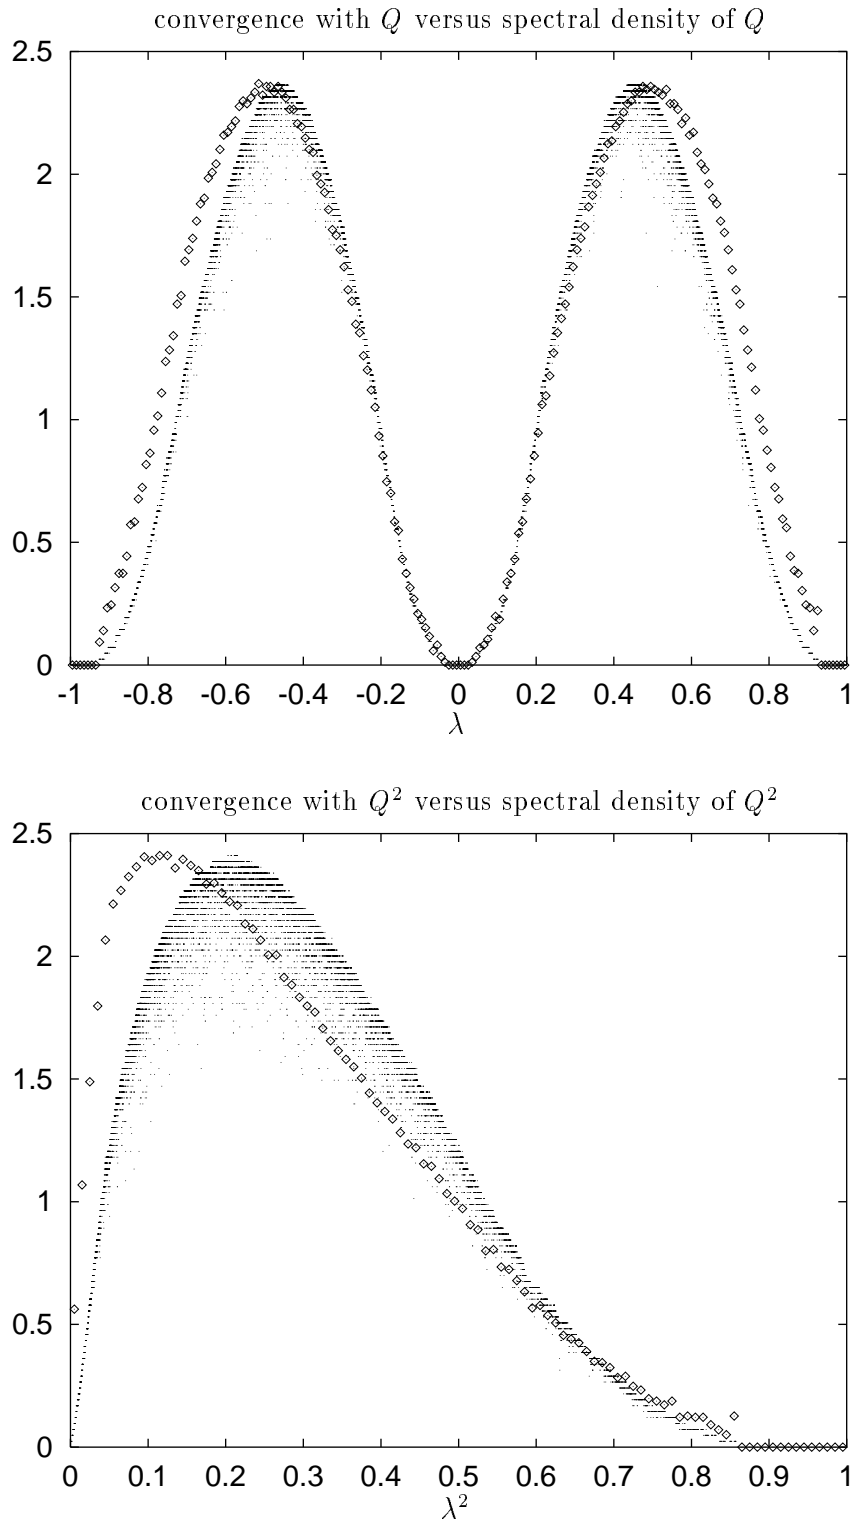 convergence with Q versus spectral density of Q
2.5
2
1.5
1
0.5
0
-1 -0.8 -0.6 -0.4 -0.2 0 0.2 0.4 0.6 0.8 1
λ
convergence with Q² versus spectral density of Q²
2.5
2
1.5
1
0.5
0
0 0.1 0.2 0.3 0.4 0.5 0.6 0.7 0.8 0.9 1
λ²